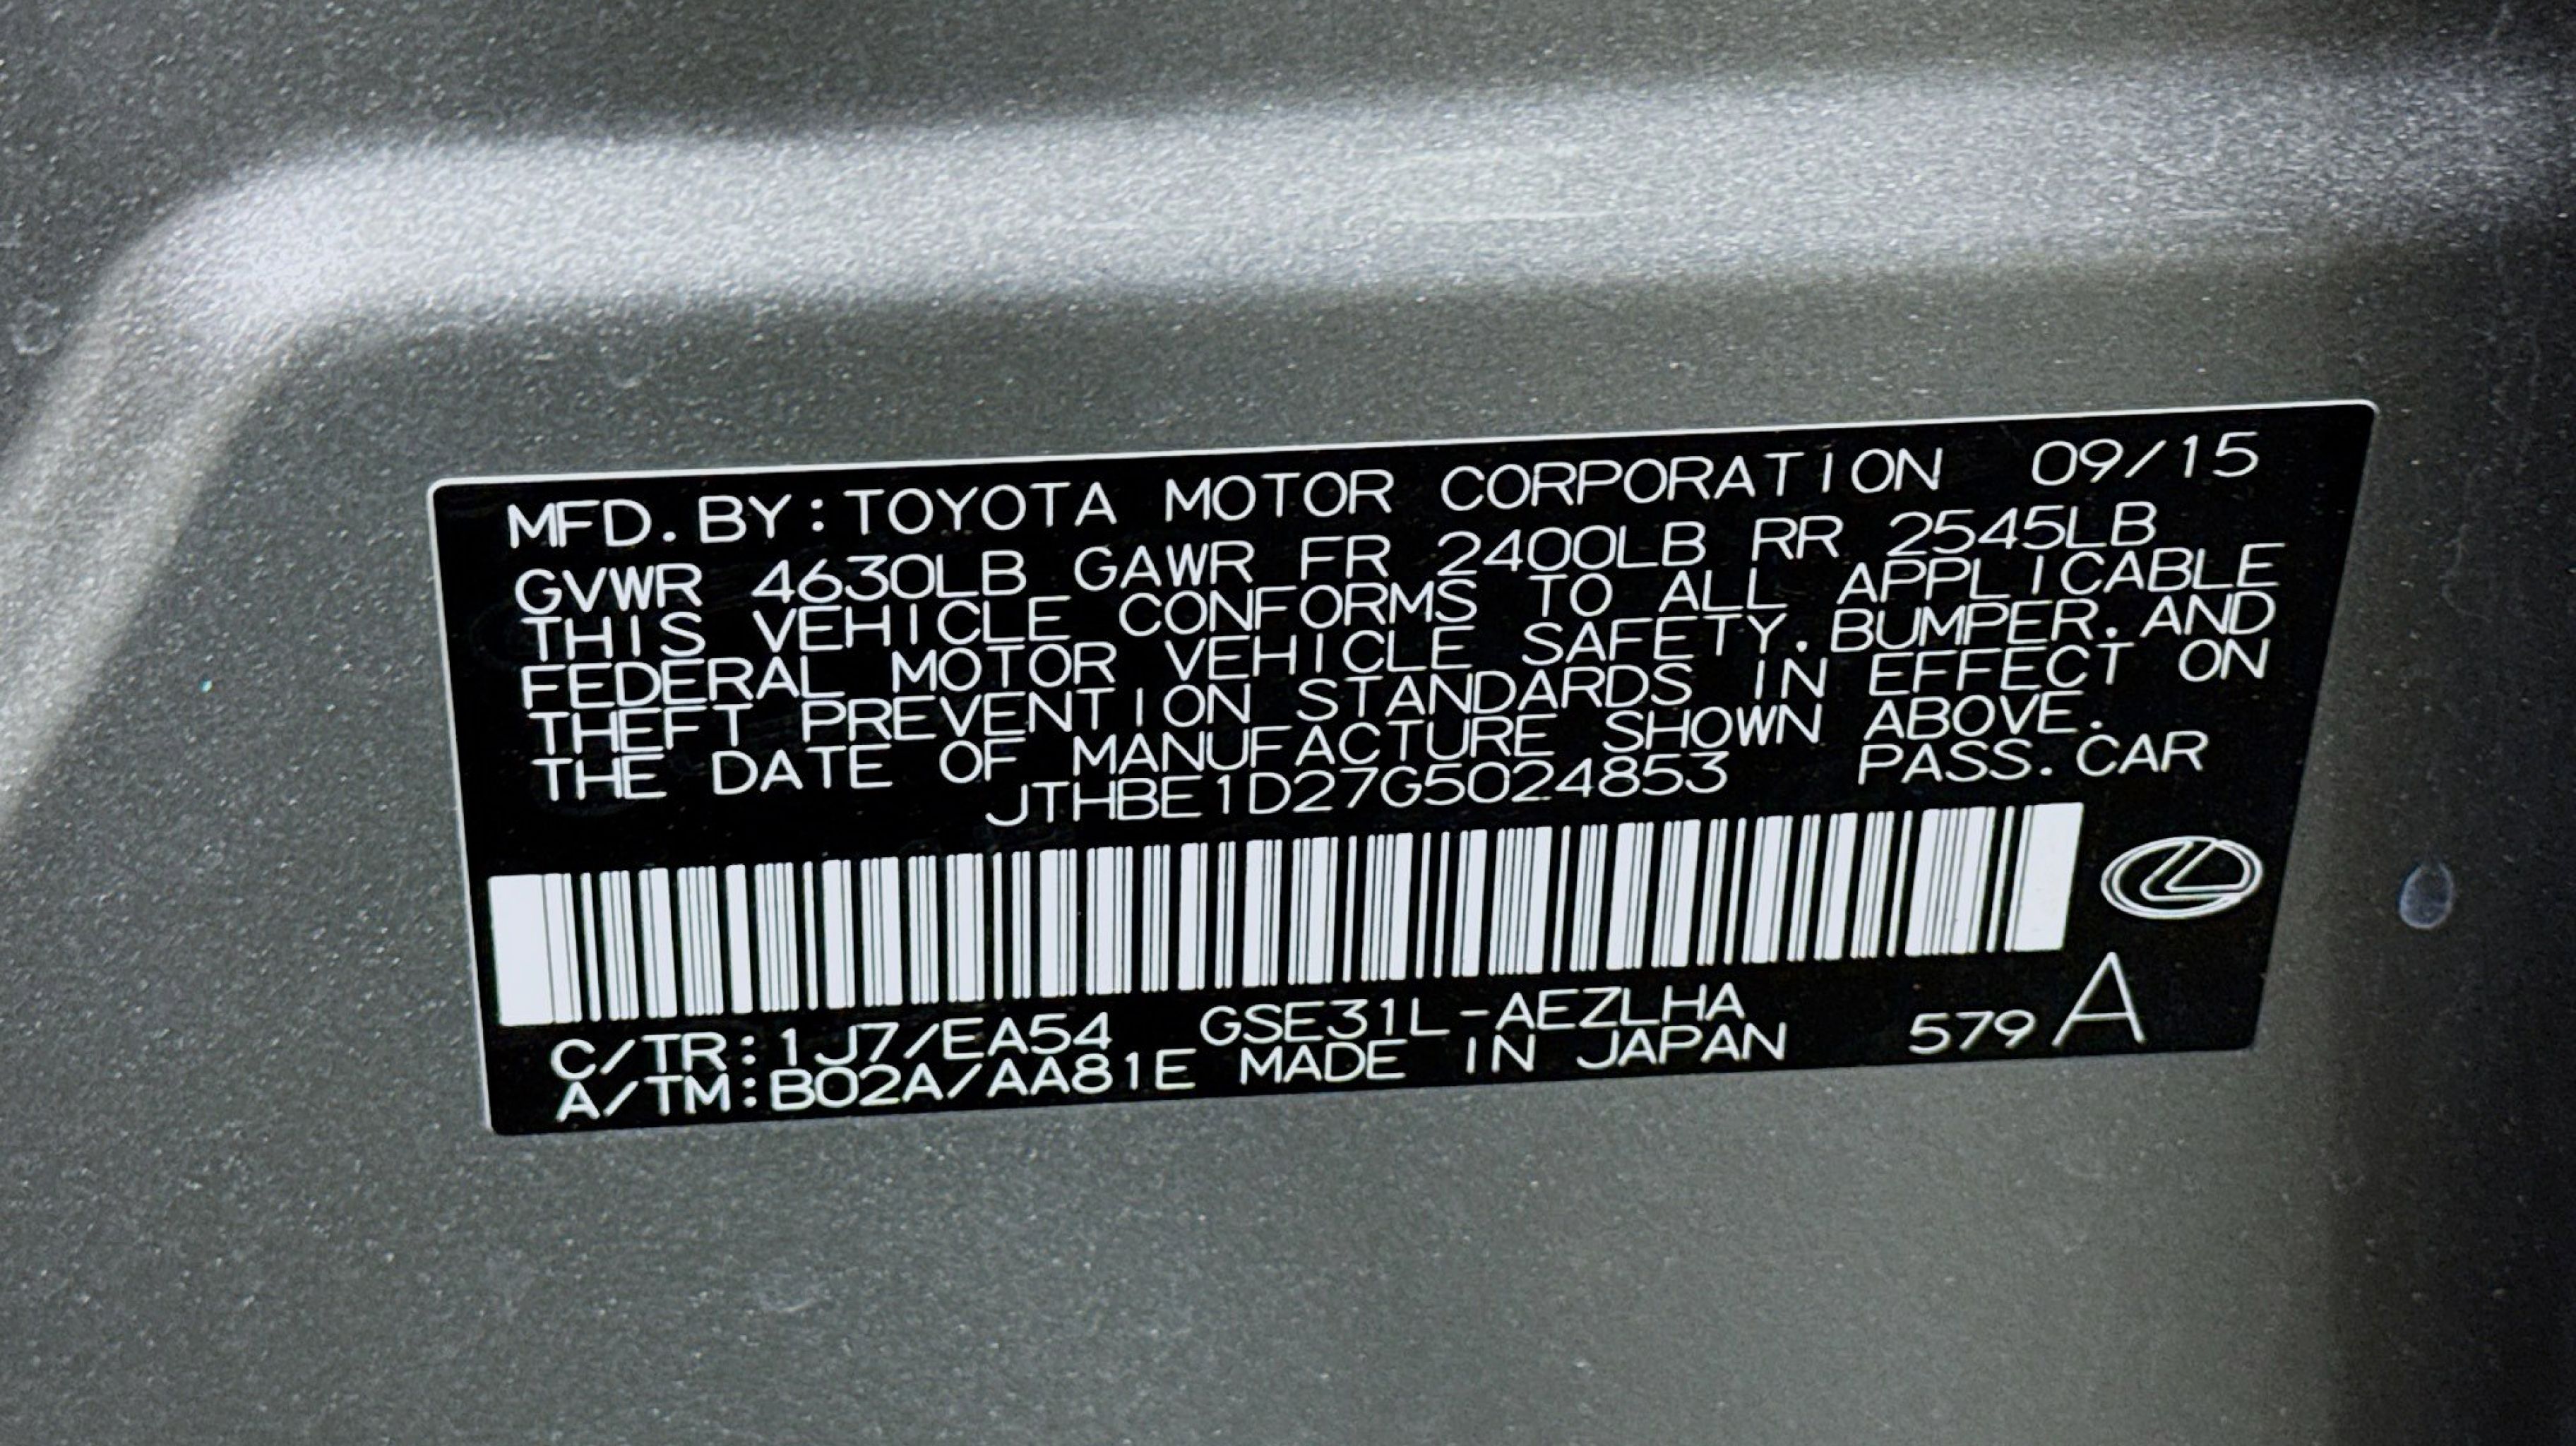 MFD. BY: TOYOTA MOTOR CORPORATION 09/15
GVWR 4630LB GAWR FR 2400LB RR 2545LB
THIS VEHICLE CONFORMS TO ALL APPLICABLE
FEDERAL MOTOR VEHICLE SAFETY. BUMPER. AND
THEFT PREVENTION STANDARDS IN EFFECT ON
THE DATE OF MANUFACTURE SHOWN ABOVE.
JTHBE1D27G5024853 PASS. CAR
C/TR: 1J7/EA54 GSE31L-AEZLHA
A/TM: B02A/AA81E MADE IN JAPAN 579 A